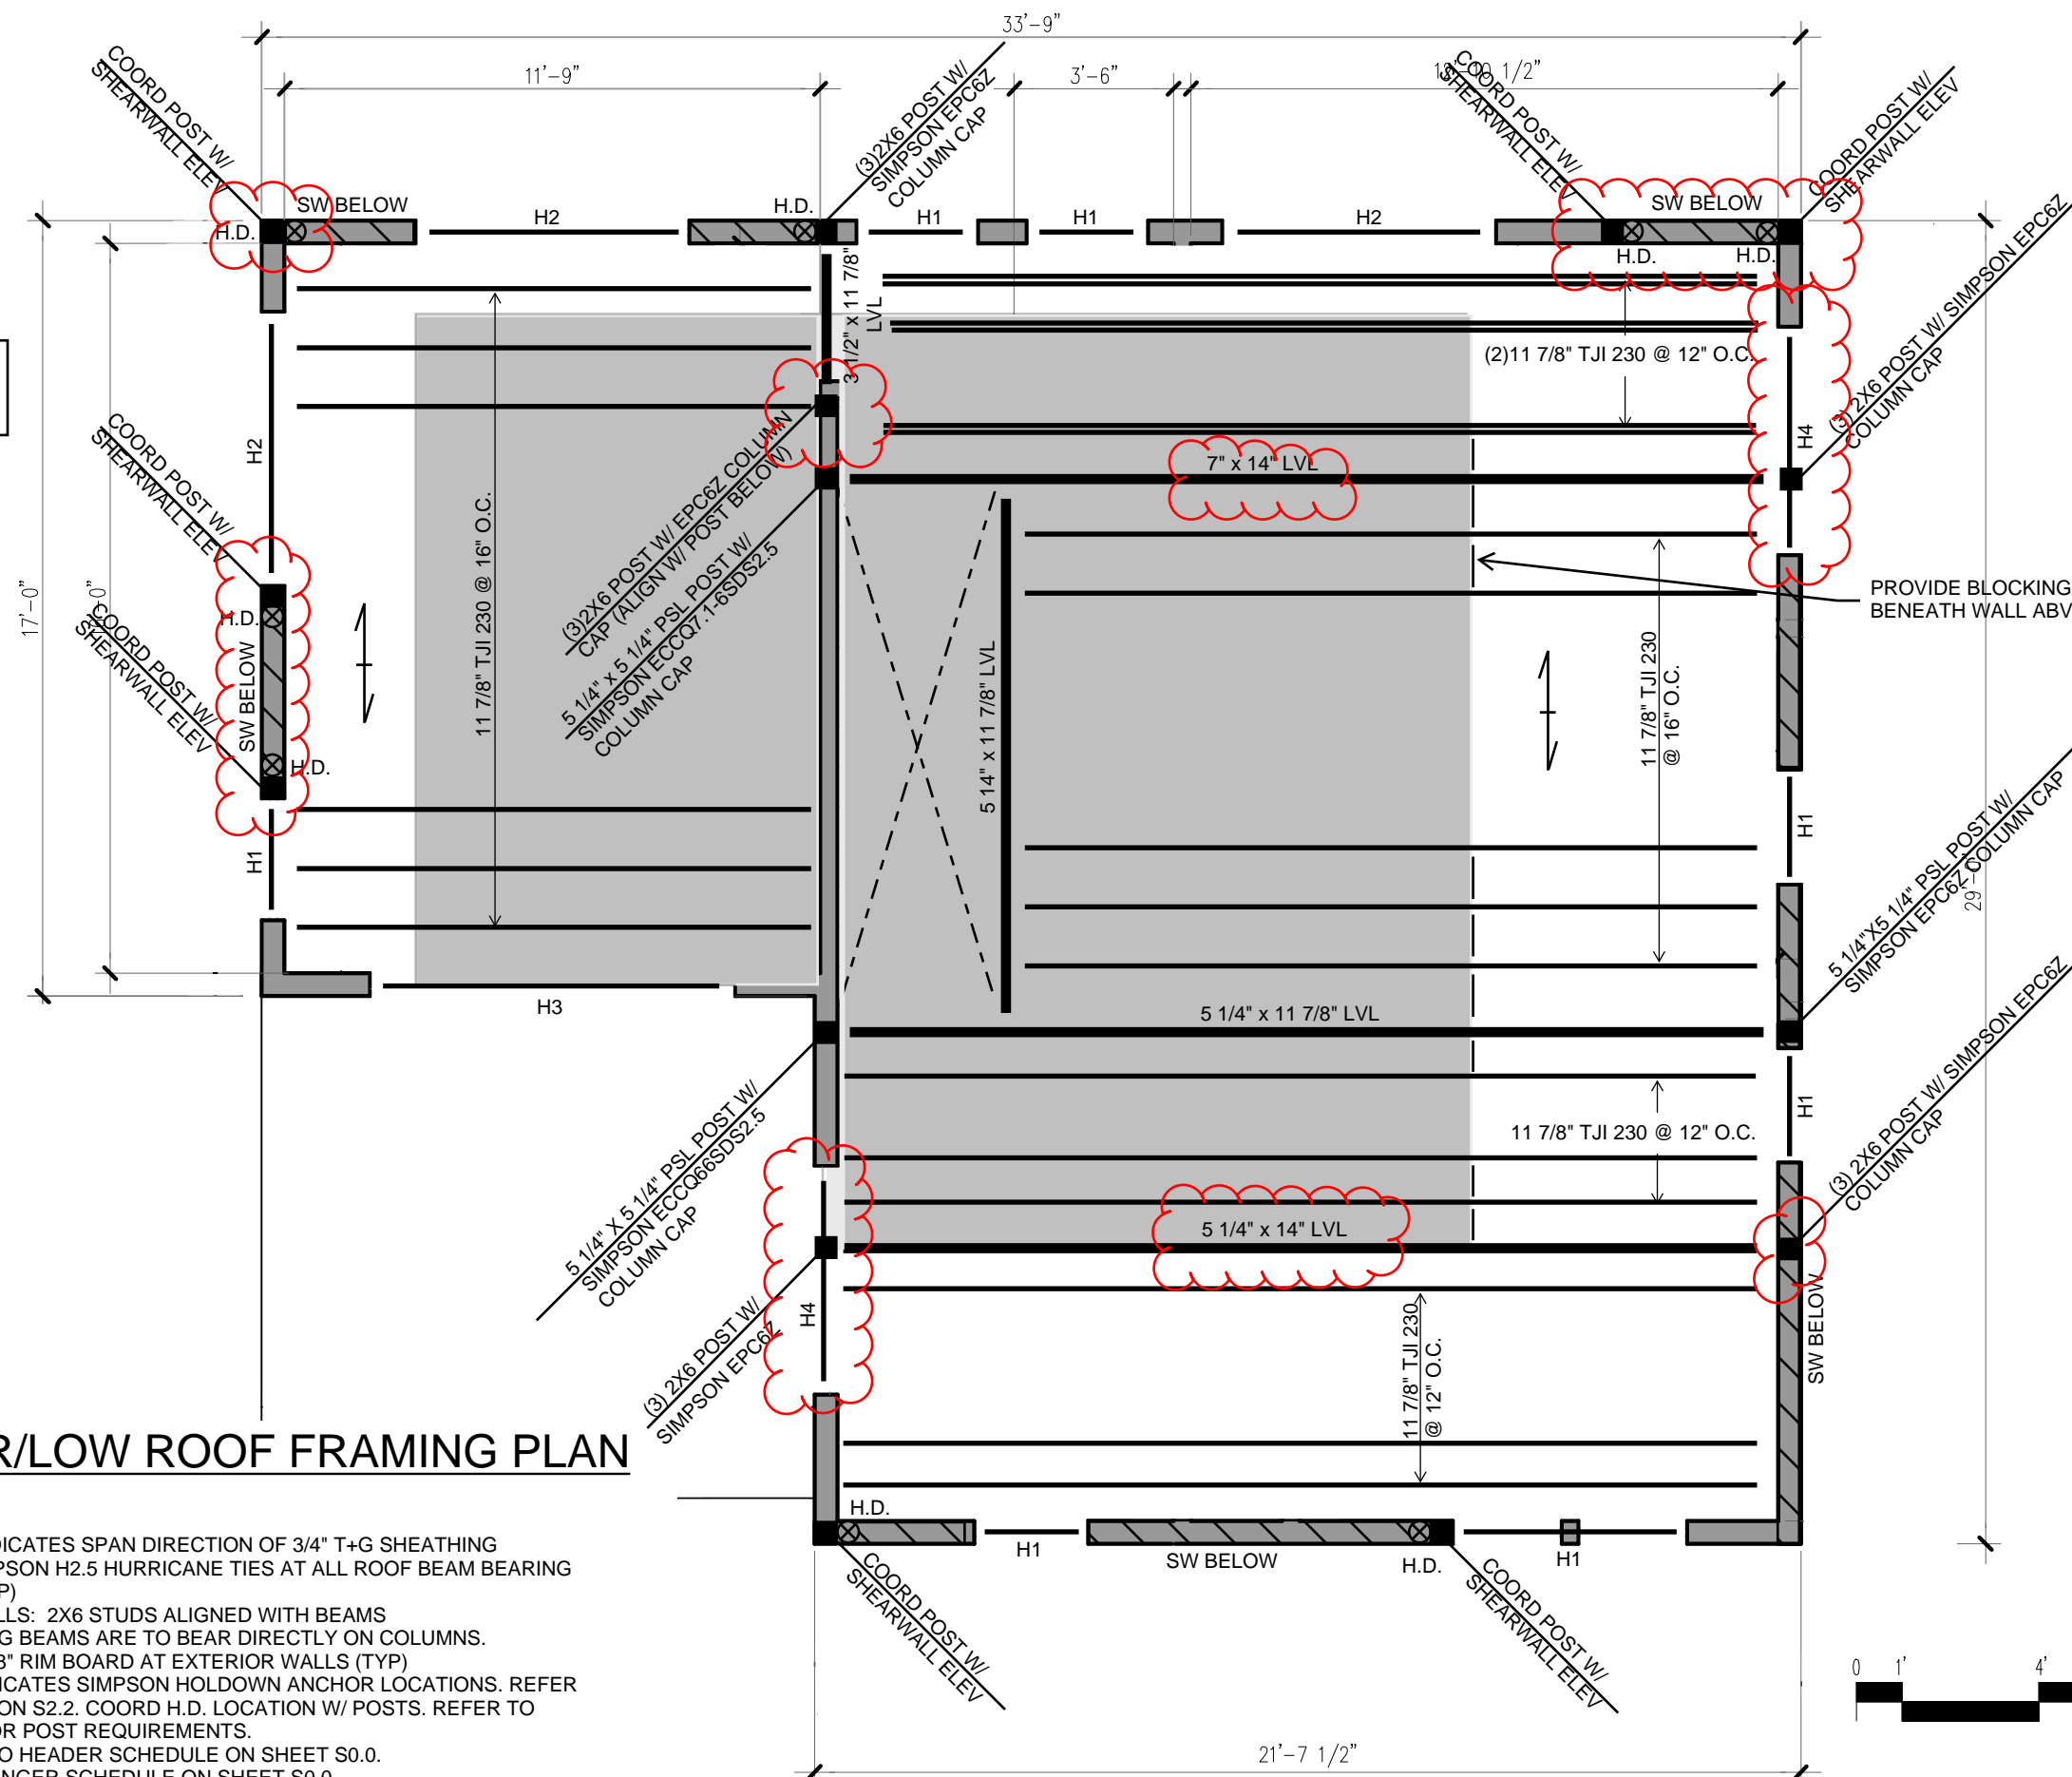 33'-9"
11'-9"
3'-6"
COORD POST W/
SHEARWALL ELEV
(3)2X6 POST W/
SIMPSON EPC6Z
COLUMN CAP
COORD POST W/
SHEARWALL ELEV
COORD POST W/
SHEARWALL ELEV
SW BELOW
H2
H.D.
H1
H1
H2
SW BELOW
H.D.
H.D.
H.D.
3 1/2" x 11 7/8"
LVL
(2)11 7/8" TJI 230 @ 12" O.C.
(3) 2X6 POST W/ SIMPSON EPC6Z
COLUMN CAP
H4
7" x 14" LVL
H2
COORD POST W/
SHEARWALL ELEV
11 7/8" TJI 230 @ 16" O.C.
(3)2X6 POST W/ EPC6Z COLUMN
CAP (ALIGN W/ POST BELOW)
5 1/4" x 5 1/4" PSL POST W/
SIMPSON ECCQ7.1-6SDS2.5
COLUMN CAP
PROVIDE BLOCKING
BENEATH WALL ABV
17'-0"
H.D.
COORD POST W/
SHEARWALL ELEV
SW BELOW
H.D.
5 14" x 11 7/8" LVL
11 7/8" TJI 230
@ 16" O.C.
H1
H1
5 1/4"X5 1/4" PSL POST W/
SIMPSON EPC6Z COLUMN CAP
H3
5 1/4" x 11 7/8" LVL
5 1/4" X 5 1/4" PSL POST W/
SIMPSON ECCQ66SDS2.5
COLUMN CAP
H1
11 7/8" TJI 230 @ 12" O.C.
(3) 2X6 POST W/ SIMPSON EPC6Z
COLUMN CAP
5 1/4" x 14" LVL
(3) 2X6 POST W/
SIMPSON EPC6Z
H4
11 7/8" TJI 230
@ 12" O.C.
SW BELOW
R/LOW ROOF FRAMING PLAN
H.D.
H1
SW BELOW
H.D.
H1
COORD POST W/
SHEARWALL ELEV
COORD POST W/
SHEARWALL ELEV
DICATES SPAN DIRECTION OF 3/4" T+G SHEATHING
PSON H2.5 HURRICANE TIES AT ALL ROOF BEAM BEARING
P)
LLS: 2X6 STUDS ALIGNED WITH BEAMS
G BEAMS ARE TO BEAR DIRECTLY ON COLUMNS.
8" RIM BOARD AT EXTERIOR WALLS (TYP)
ICATES SIMPSON HOLDOWN ANCHOR LOCATIONS. REFER
ON S2.2. COORD H.D. LOCATION W/ POSTS. REFER TO
OR POST REQUIREMENTS.
O HEADER SCHEDULE ON SHEET S0.0.
NGER SCHEDULE ON SHEET S0.0
0 1' 4'
21'-7 1/2"